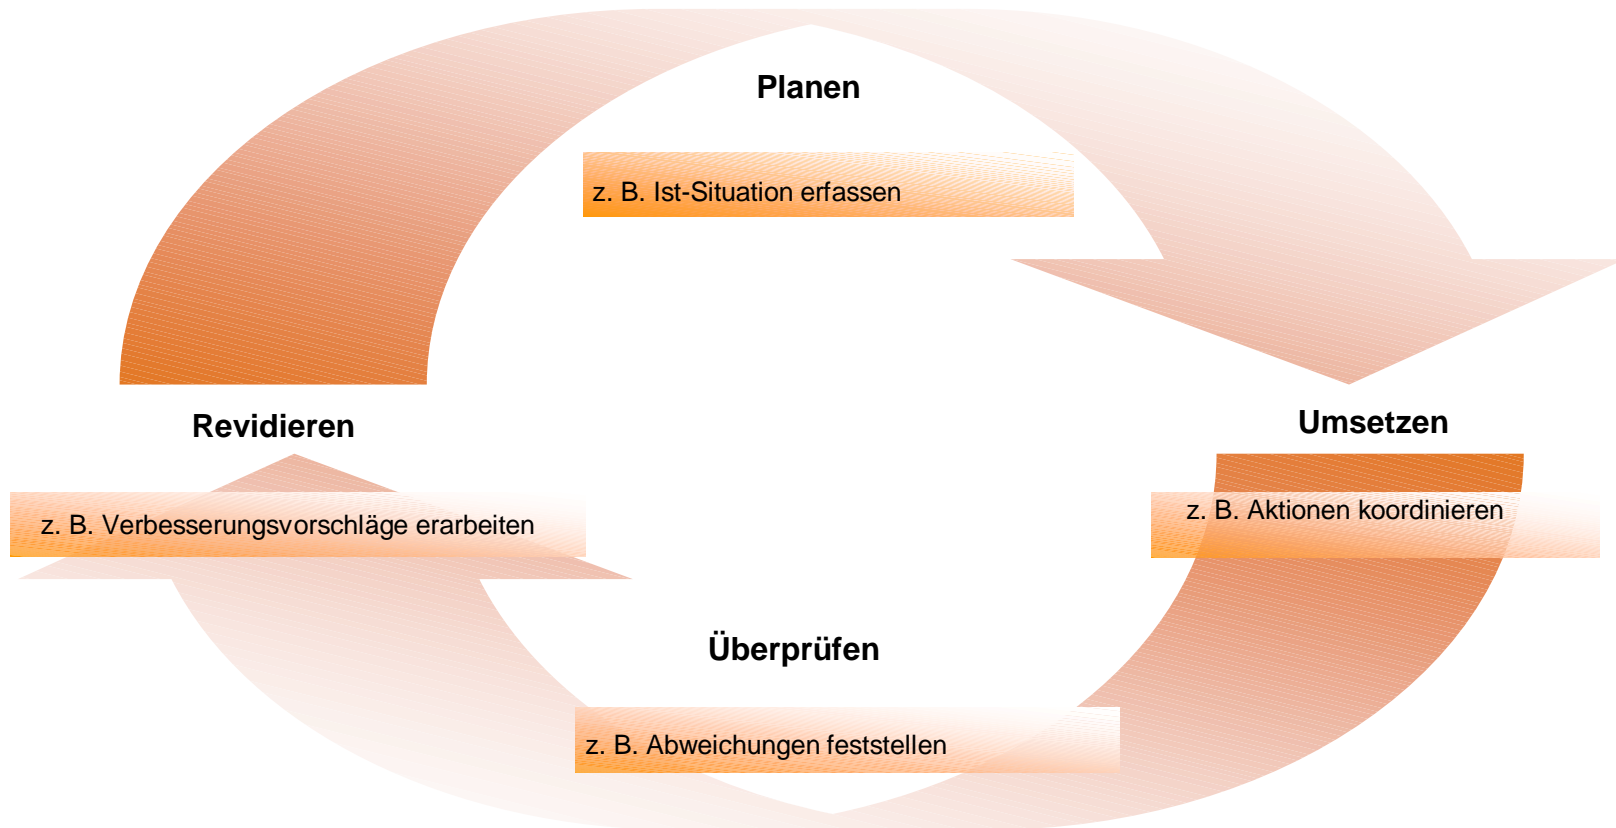 Planen
z. B. Ist-Situation erfassen
Revidieren
Umsetzen
z. B. Verbesserungsvorschläge erarbeiten
z. B. Aktionen koordinieren
Überprüfen
z. B. Abweichungen feststellen